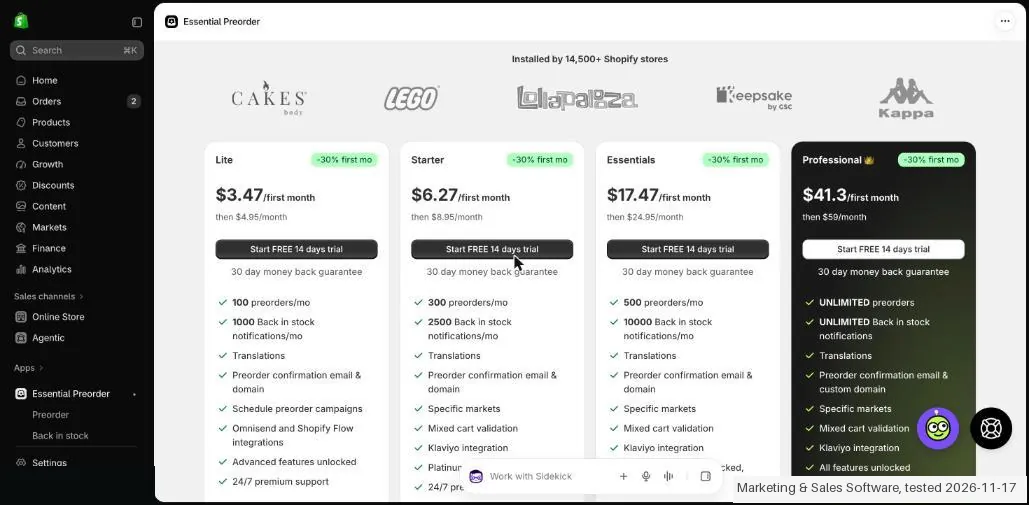 Essential Preorder
Search ⌘K
Home
Orders 2
Products
Customers
Growth
Discounts
Content
Markets
Finance
Analytics
Sales channels
Online Store
Agentic
Apps
Essential Preorder
Preorder
Back in stock
Settings
Installed by 14,500+ Shopify stores
CAKES
body
LEGO
Lollapalooza
Keepsake
by CSC
Kappa
Lite -30% first mo
$3.47/first month
then $4.95/month
Start FREE 14 days trial
30 day money back guarantee
100 preorders/mo
1000 Back in stock
notifications/mo
Translations
Preorder confirmation email &
domain
Schedule preorder campaigns
Omnisend and Shopify Flow
integrations
Advanced features unlocked
24/7 premium support
Starter -30% first mo
$6.27/first month
then $8.95/month
Start FREE 14 days trial
30 day money back guarantee
300 preorders/mo
2500 Back in stock
notifications/mo
Translations
Preorder confirmation email &
domain
Specific markets
Mixed cart validation
Klaviyo integration
24/7
Essentials -30% first mo
$17.47/first month
then $24.95/month
Start FREE 14 days trial
30 day money back guarantee
500 preorders/mo
10000 Back in stock
notifications/mo
Translations
Preorder confirmation email &
domain
Specific markets
Mixed cart validation
Klaviyo integration
Professional -30% first mo
$41.3/first month
then $59/month
Start FREE 14 days trial
30 day money back guarantee
UNLIMITED preorders
UNLIMITED Back in stock
notifications
Translations
Preorder confirmation email &
custom domain
Specific markets
Mixed cart validation
Klaviyo integration
All features unlocked
Work with Sidekick
Marketing & Sales Software, tested 2026-11-17